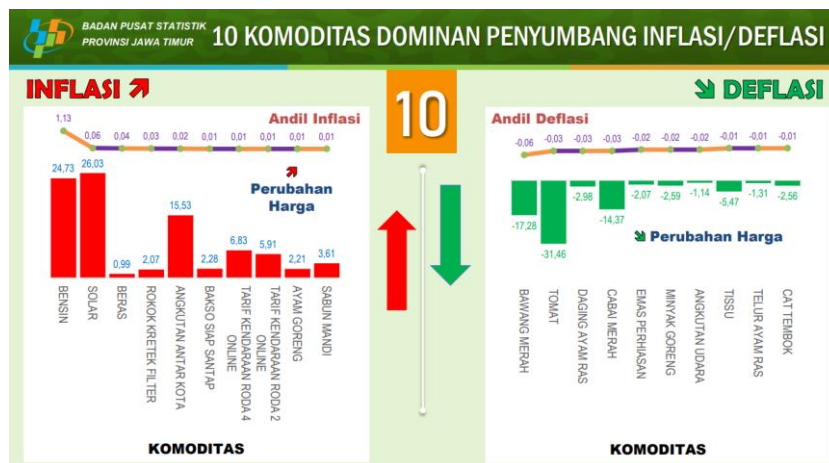 BADAN PUSAT STATISTIK
PROVINSI JAWA TIMUR
10 KOMODITAS DOMINAN PENYUMBANG INFLASI/DEFLASI
INFLASI
Andil Inflasi
1,13
0,06
0,04
0,03
0,02
0,01
0,01
0,01
0,01
0,01
Perubahan
Harga
24,73
26,03
0,99
2,07
15,53
2,28
6,83
5,91
2,21
3,61
BENSIN
SOLAR
BERAS
ROKOK KRETEK FILTER
ANGKUTAN ANTAR KOTA
BAKSO SIAP SANTAP
TARIF KENDARAAN RODA 4
ONLINE
TARIF KENDARAAN RODA 2
ONLINE
AYAM GORENG
SABUN MANDI
KOMODITAS
10
DEFLASI
Andil Deflasi
-0,06
-0,03
-0,03
-0,03
-0,02
-0,02
-0,02
-0,01
-0,01
-0,01
-17,28
-31,46
-2,98
-14,37
-2,07
-2,59
-1,14
-5,47
-1,31
-2,56
Perubahan Harga
BAWANG MERAH
TOMAT
DAGING AYAM RAS
CABAI MERAH
EMAS PERHIASAN
MINYAK GORENG
ANGKUTAN UDARA
TISSU
TELUR AYAM RAS
CAT TEMBOK
KOMODITAS